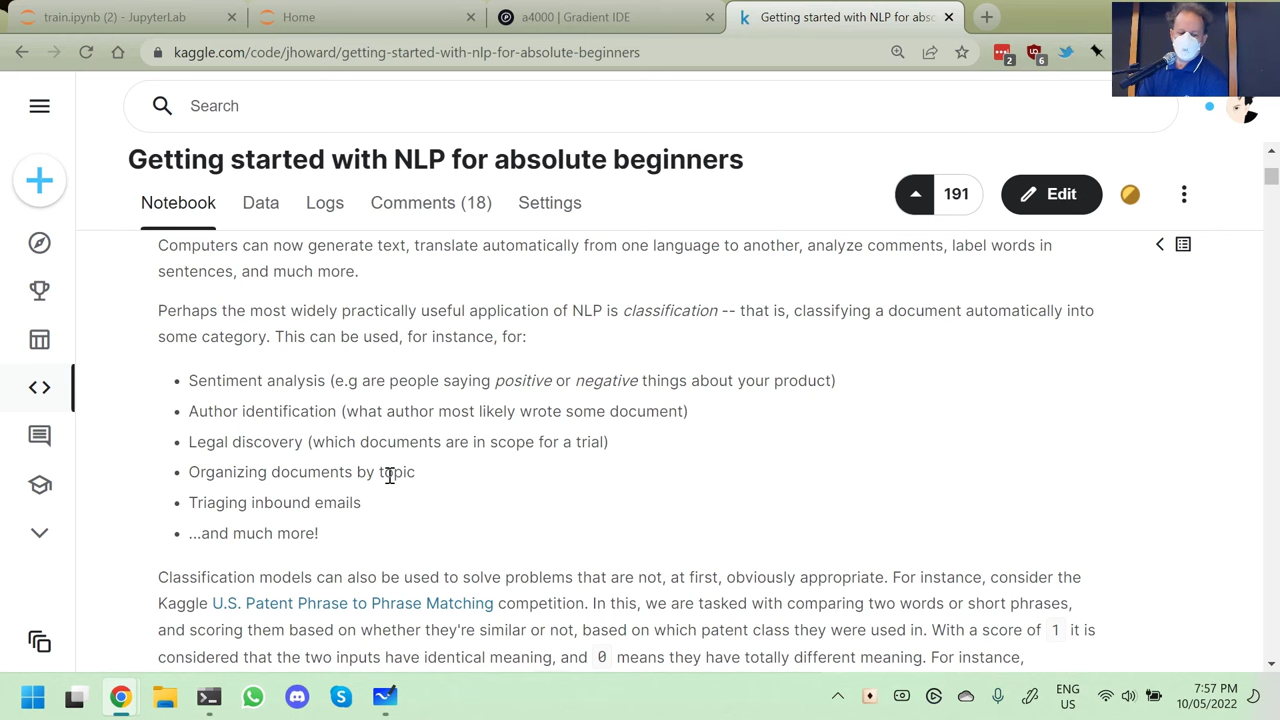 train.ipynb (2) - JupyterLab
Home
a4000 | Gradient IDE
Getting started with NLP for abso
kaggle.com/code/jhoward/getting-started-with-nlp-for-absolute-beginners
2
6
Search
Getting started with NLP for absolute beginners
191
Edit
Notebook
Data
Logs
Comments (18)
Settings
Computers can now generate text, translate automatically from one language to another, analyze comments, label words in
sentences, and much more.
Perhaps the most widely practically useful application of NLP is classification -- that is, classifying a document automatically into
some category. This can be used, for instance, for:
• Sentiment analysis (e.g are people saying positive or negative things about your product)
• Author identification (what author most likely wrote some document)
• Legal discovery (which documents are in scope for a trial)
• Organizing documents by topic
• Triaging inbound emails
• ...and much more!
Classification models can also be used to solve problems that are not, at first, obviously appropriate. For instance, consider the
Kaggle U.S. Patent Phrase to Phrase Matching competition. In this, we are tasked with comparing two words or short phrases,
and scoring them based on whether they're similar or not, based on which patent class they were used in. With a score of 1 it is
considered that the two inputs have identical meaning, and 0 means they have totally different meaning. For instance,
ENG
US
7:57 PM
10/05/2022